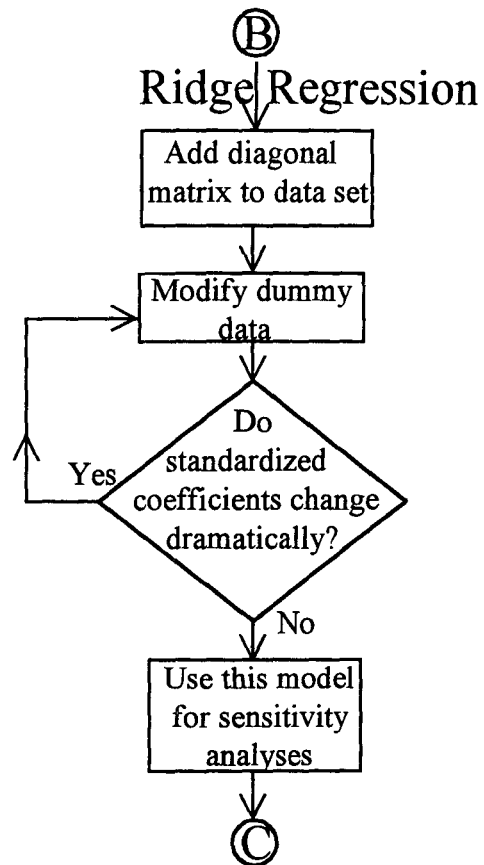 B
Ridge Regression
Add diagonal
matrix to data set
Modify dummy
data
Do
standardized
coefficients change
dramatically?
Yes
No
Use this model
for sensitivity
analyses
C